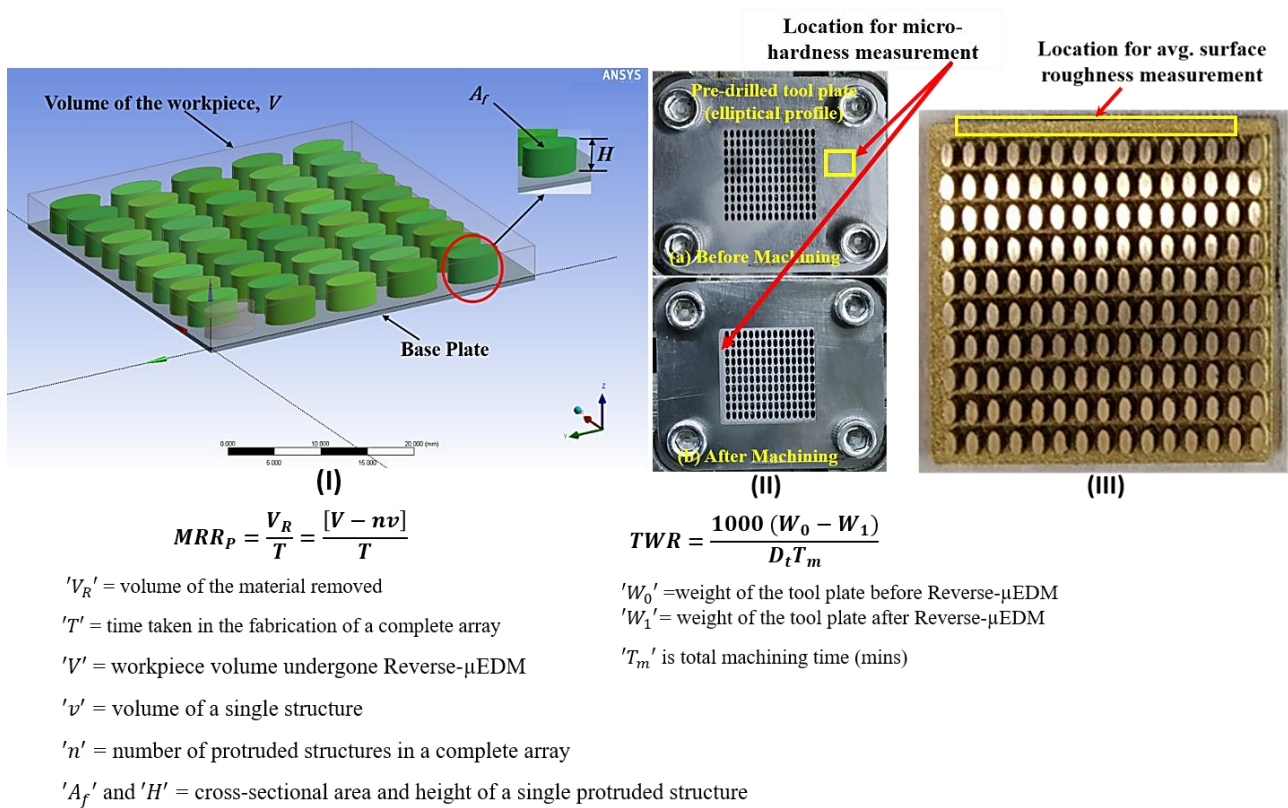 Location for micro-
hardness measurement
Location for avg. surface
roughness measurement
ANSYS
Volume of the workpiece, V
A_f
H
Base Plate
0.000
10.000
20.000 (mm)
5.000
15.000
Z
Y
(I)
Pre-drilled tool plate
(elliptical profile)
(a) Before Machining
(b) After Machining
(II)
(III)
MRR_P = V_R / T = [V − nv] / T
'V_R' = volume of the material removed
'T' = time taken in the fabrication of a complete array
'V' = workpiece volume undergone Reverse-μEDM
'v' = volume of a single structure
'n' = number of protruded structures in a complete array
'A_f' and 'H' = cross-sectional area and height of a single protruded structure
TWR = 1000 (W_0 − W_1) / D_t T_m
'W_0' =weight of the tool plate before Reverse-μEDM
'W_1'= weight of the tool plate after Reverse-μEDM
'T_m' is total machining time (mins)